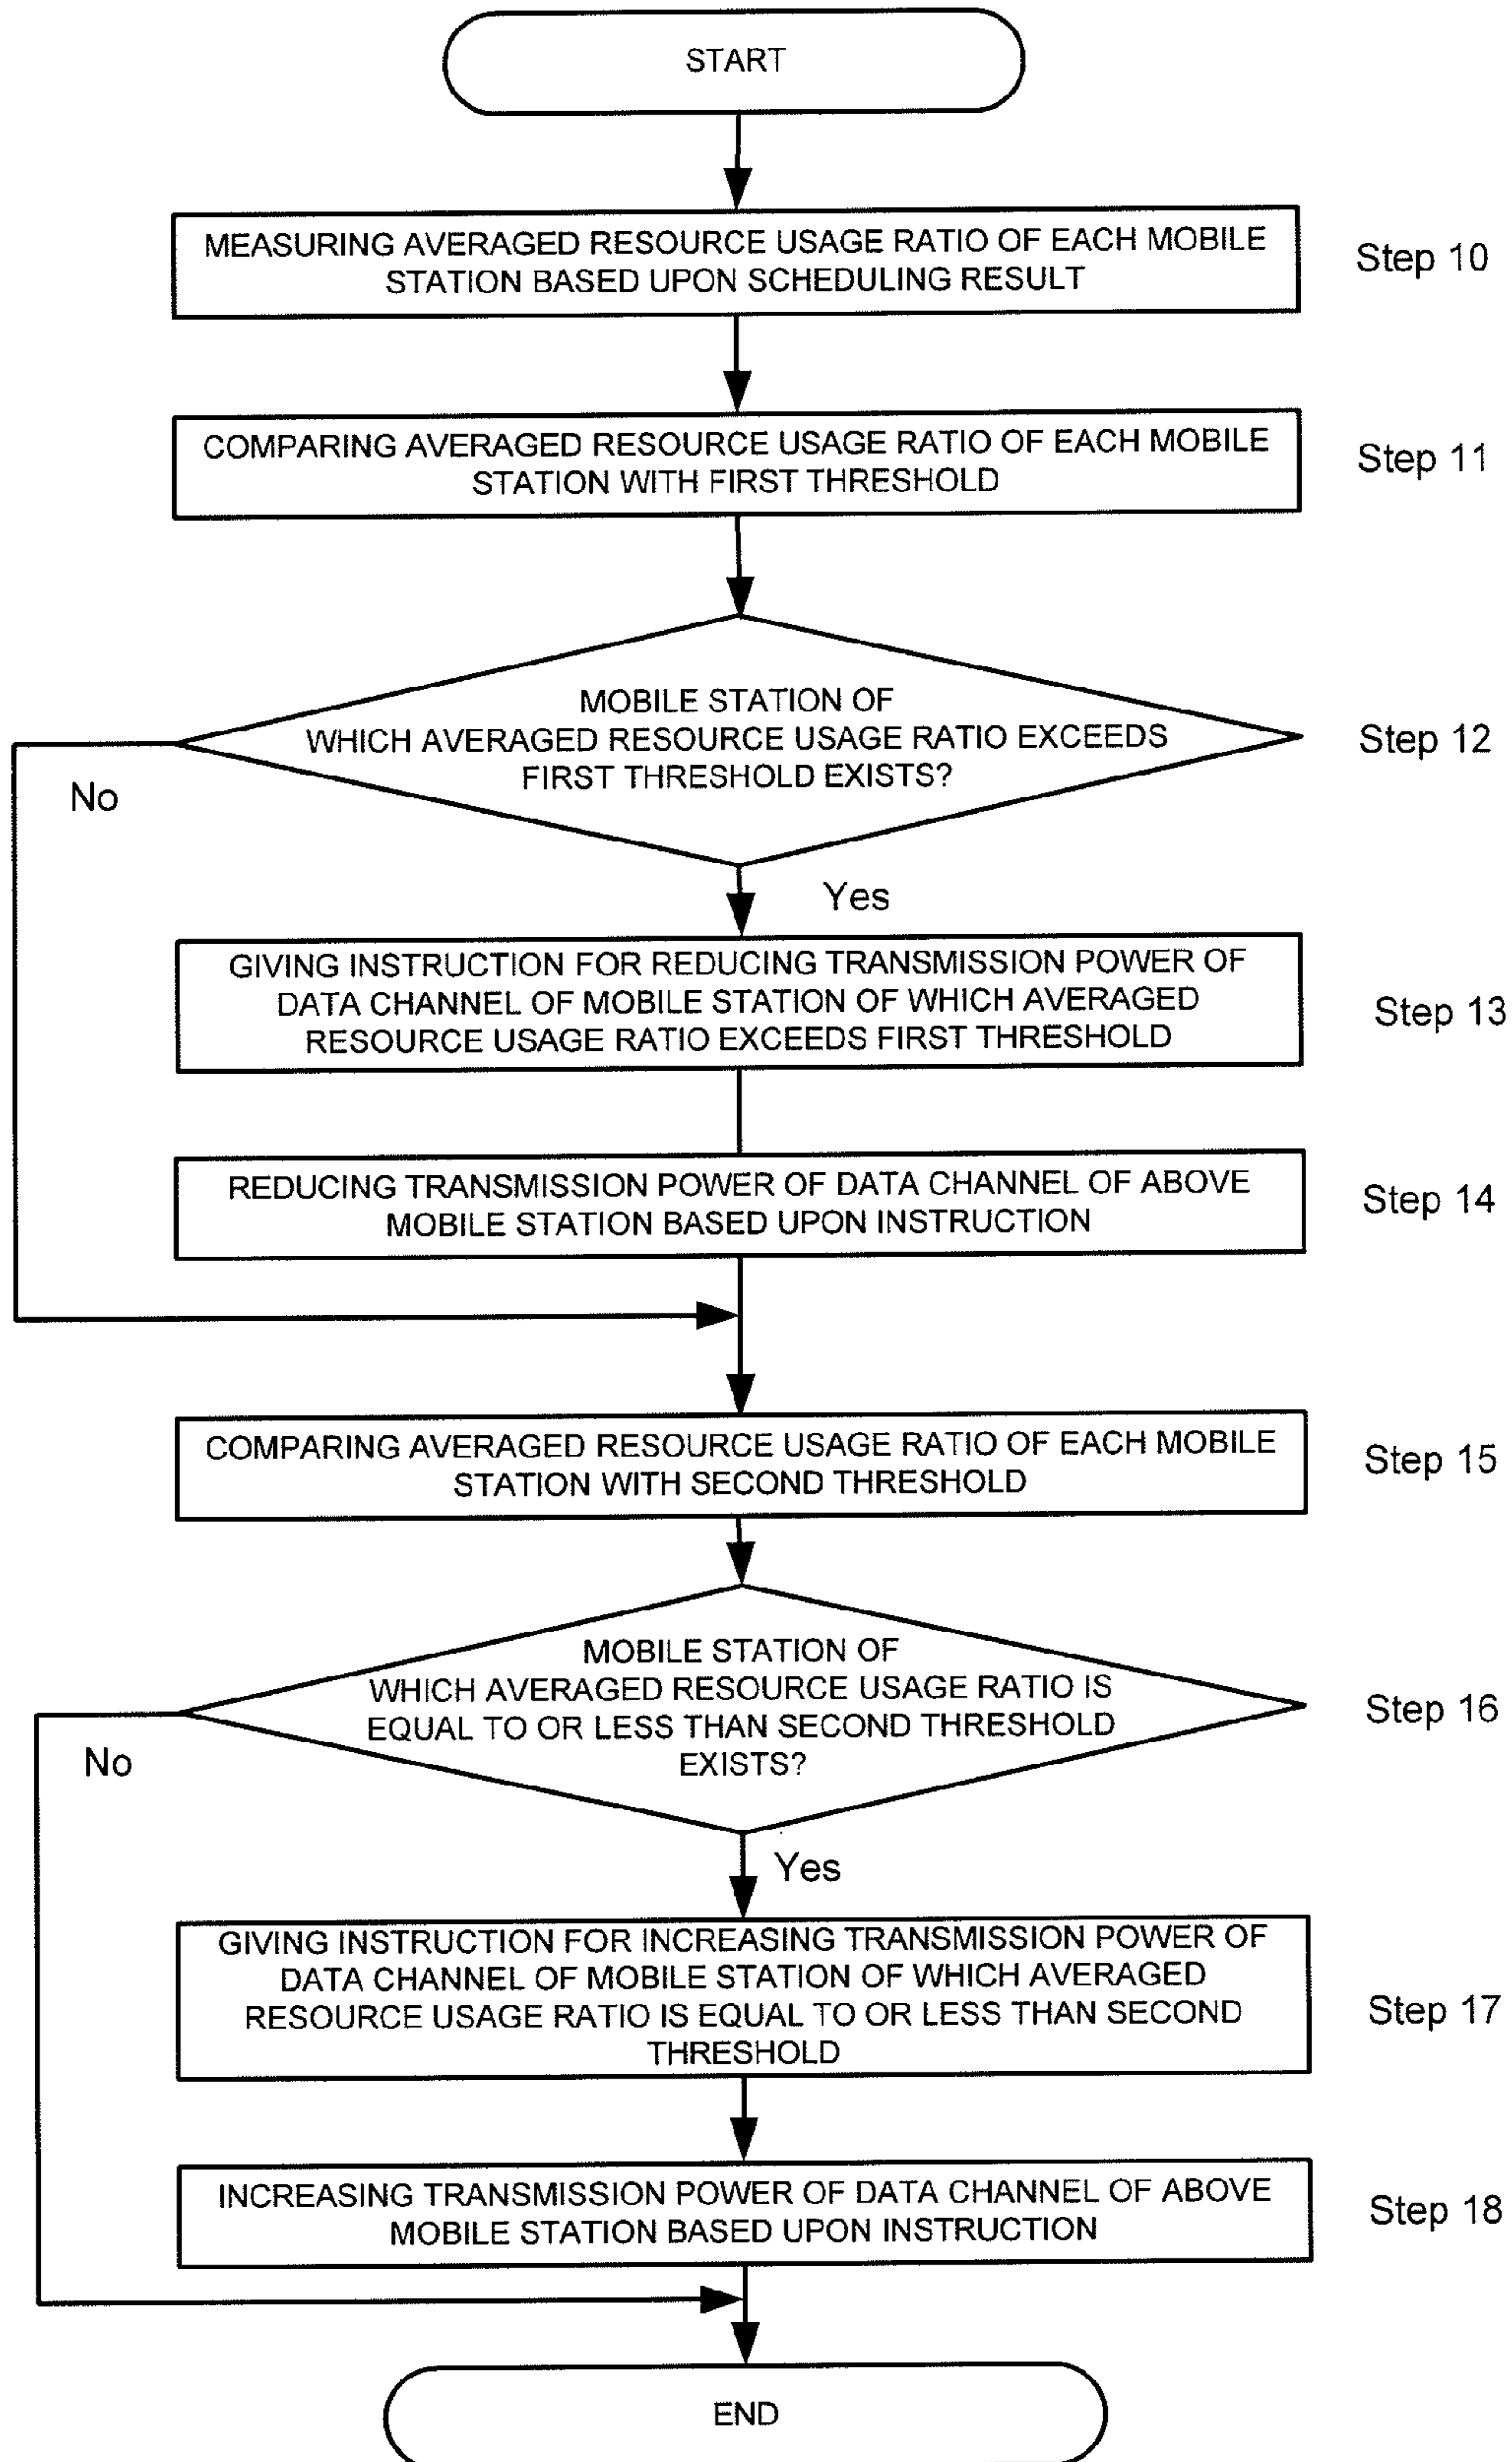 START
MEASURING AVERAGED RESOURCE USAGE RATIO OF EACH MOBILE
STATION BASED UPON SCHEDULING RESULT
Step 10
COMPARING AVERAGED RESOURCE USAGE RATIO OF EACH MOBILE
STATION WITH FIRST THRESHOLD
Step 11
MOBILE STATION OF
WHICH AVERAGED RESOURCE USAGE RATIO EXCEEDS
FIRST THRESHOLD EXISTS?
Step 12
No
Yes
GIVING INSTRUCTION FOR REDUCING TRANSMISSION POWER OF
DATA CHANNEL OF MOBILE STATION OF WHICH AVERAGED
RESOURCE USAGE RATIO EXCEEDS FIRST THRESHOLD
Step 13
REDUCING TRANSMISSION POWER OF DATA CHANNEL OF ABOVE
MOBILE STATION BASED UPON INSTRUCTION
Step 14
COMPARING AVERAGED RESOURCE USAGE RATIO OF EACH MOBILE
STATION WITH SECOND THRESHOLD
Step 15
MOBILE STATION OF
WHICH AVERAGED RESOURCE USAGE RATIO IS
EQUAL TO OR LESS THAN SECOND THRESHOLD
EXISTS?
Step 16
No
Yes
GIVING INSTRUCTION FOR INCREASING TRANSMISSION POWER OF
DATA CHANNEL OF MOBILE STATION OF WHICH AVERAGED
RESOURCE USAGE RATIO IS EQUAL TO OR LESS THAN SECOND
THRESHOLD
Step 17
INCREASING TRANSMISSION POWER OF DATA CHANNEL OF ABOVE
MOBILE STATION BASED UPON INSTRUCTION
Step 18
END